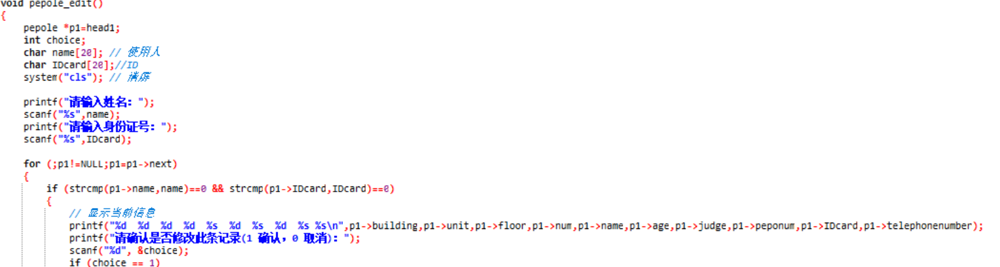 void pepole_edit()
{
pepole *p1=head1;
int choice;
char name[20]; // 使用人
char IDcard[20];//ID
system("cls"); // 清屏
printf("请输入姓名: ");
scanf("%s",name);
printf("请输入身份证号: ");
scanf("%s",IDcard);
for (;p1!=NULL;p1=p1->next)
{
if (strcmp(p1->name,name)==0 && strcmp(p1->IDcard,IDcard)==0)
{
// 显示当前信息
printf("%d  %d  %d  %d  %s  %d  %s  %d  %s %s\n",p1->building,p1->unit,p1->floor,p1->num,p1->name,p1->age,p1->judge,p1->peponum,p1->IDcard,p1->telephonenumber);
printf("请确认是否修改此条记录(1 确认, 0 取消): ");
scanf("%d", &choice);
if (choice == 1)